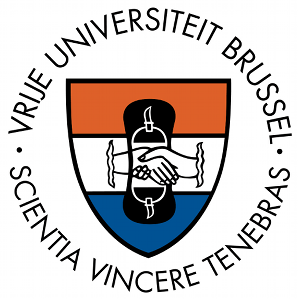 VRIJE UNIVERSITEIT BRUSSEL
SCIENTIA VINCERE TENEBRAS